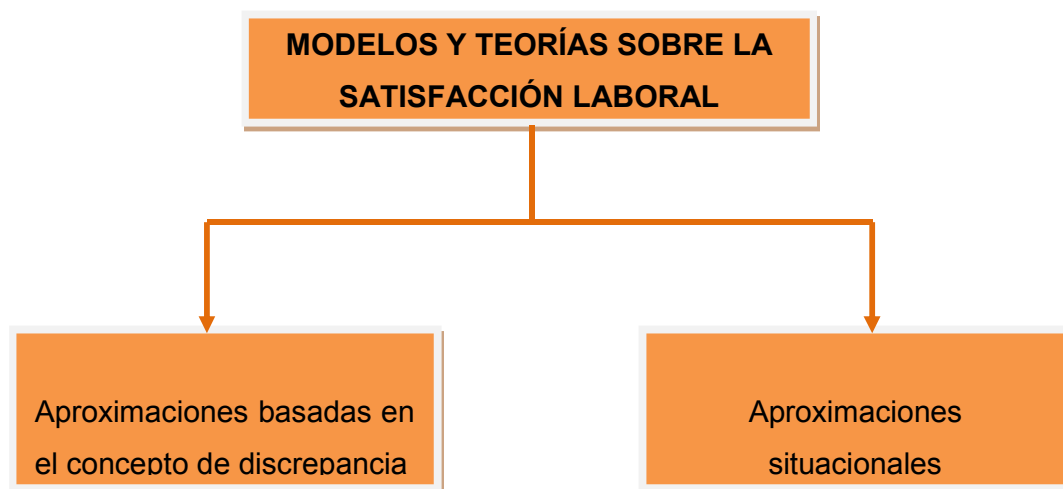 MODELOS Y TEORÍAS SOBRE LA
SATISFACCIÓN LABORAL
Aproximaciones basadas en
el concepto de discrepancia
Aproximaciones
situacionales